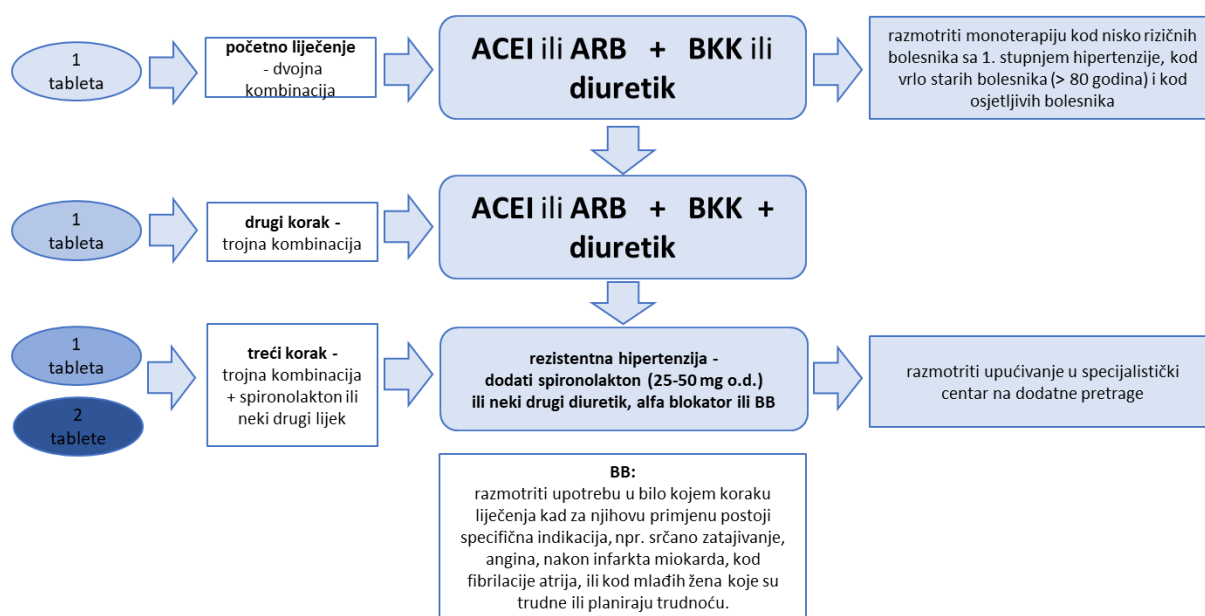 1
tableta
početno liječenje
- dvojna
kombinacija
ACEI ili ARB + BKK ili
diuretik
razmotriti monoterapiju kod nisko rizičnih
bolesnika sa 1. stupnjem hipertenzije, kod
vrlo starih bolesnika (> 80 godina) i kod
osjetljivih bolesnika
1
tableta
drugi korak -
trojna kombinacija
ACEI ili ARB + BKK +
diuretik
1
tableta
2
tablete
treći korak -
trojna kombinacija
+ spironolakton ili
neki drugi lijek
rezistentna hipertenzija -
dodati spironolakton (25-50 mg o.d.)
ili neki drugi diuretik, alfa blokator ili BB
razmotriti upućivanje u specijalistički
centar na dodatne pretrage
BB:
razmotriti upotrebu u bilo kojem koraku
liječenja kad za njihovu primjenu postoji
specifična indikacija, npr. srčano zatajivanje,
angina, nakon infarkta miokarda, kod
fibrilacije atrija, ili kod mlađih žena koje su
trudne ili planiraju trudnoću.